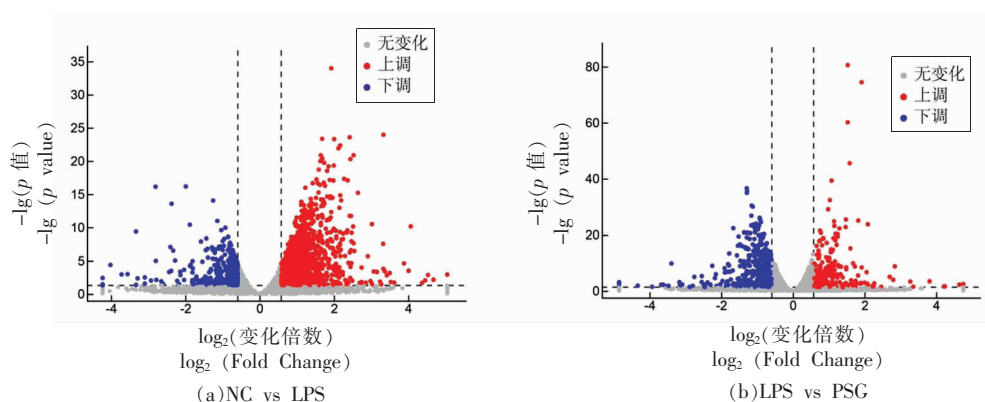 无变化
上调
下调
35
30
25
20
15
10
5
0
-4
-2
0
2
4
-lg(p 值)
-lg (p value)
log₂(变化倍数)
log₂ (Fold Change)
(a)NC vs LPS
无变化
上调
下调
80
60
40
20
0
-4
-2
0
2
4
-lg(p 值)
-lg (p value)
log₂(变化倍数)
log₂ (Fold Change)
(b)LPS vs PSG